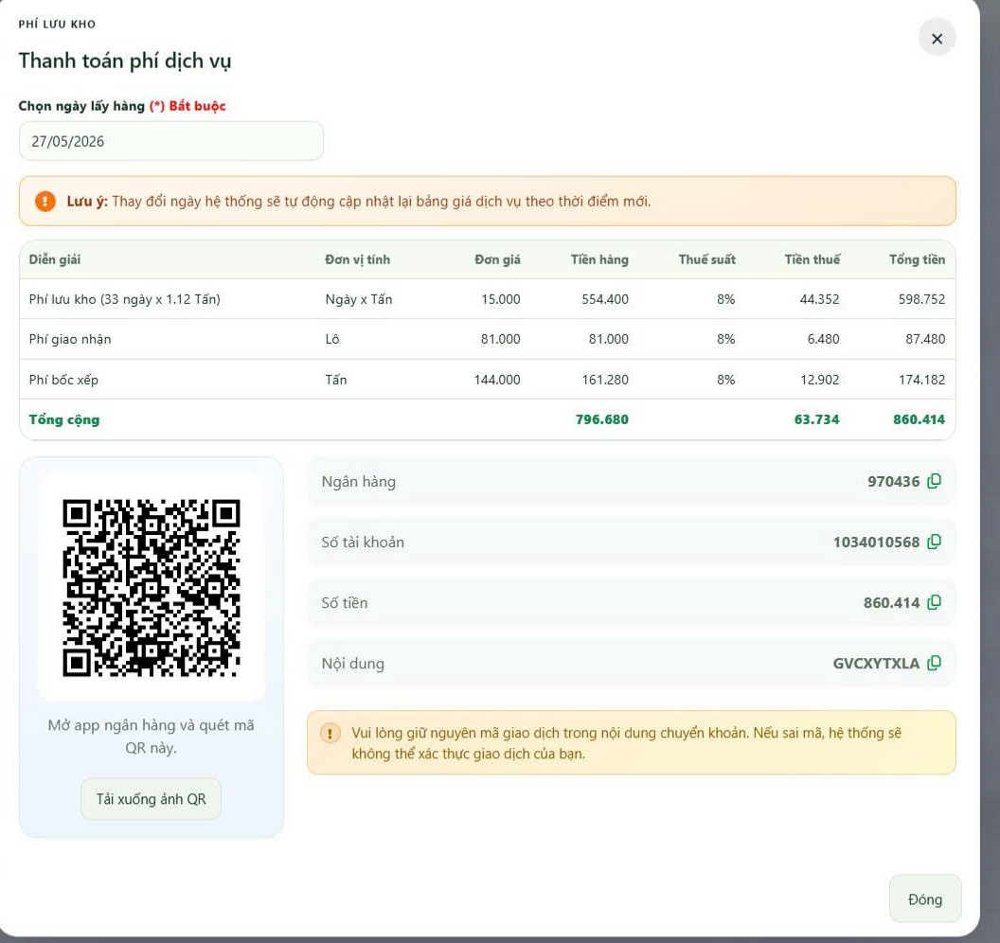 PHÍ LƯU KHO
Thanh toán phí dịch vụ
Chọn ngày lấy hàng (*) Bắt buộc
27/05/2026
Lưu ý: Thay đổi ngày hệ thống sẽ tự động cập nhật lại bảng giá dịch vụ theo thời điểm mới.
Diễn giải Đơn vị tính Đơn giá Tiền hàng Thuế suất Tiền thuế Tổng tiền
Phí lưu kho (33 ngày x 1.12 Tấn) Ngày x Tấn 15.000 554.400 8% 44.352 598.752
Phí giao nhận Lô 81.000 81.000 8% 6.480 87.480
Phí bốc xếp Tấn 144.000 161.280 8% 12.902 174.182
Tổng cộng 796.680 63.734 860.414
Ngân hàng 970436
Số tài khoản 1034010568
Số tiền 860.414
Nội dung GVCXYTXLA
Mở app ngân hàng và quét mã
QR này.
Tải xuống ảnh QR
Vui lòng giữ nguyên mã giao dịch trong nội dung chuyển khoản. Nếu sai mã, hệ thống sẽ
không thể xác thực giao dịch của bạn.
Đóng